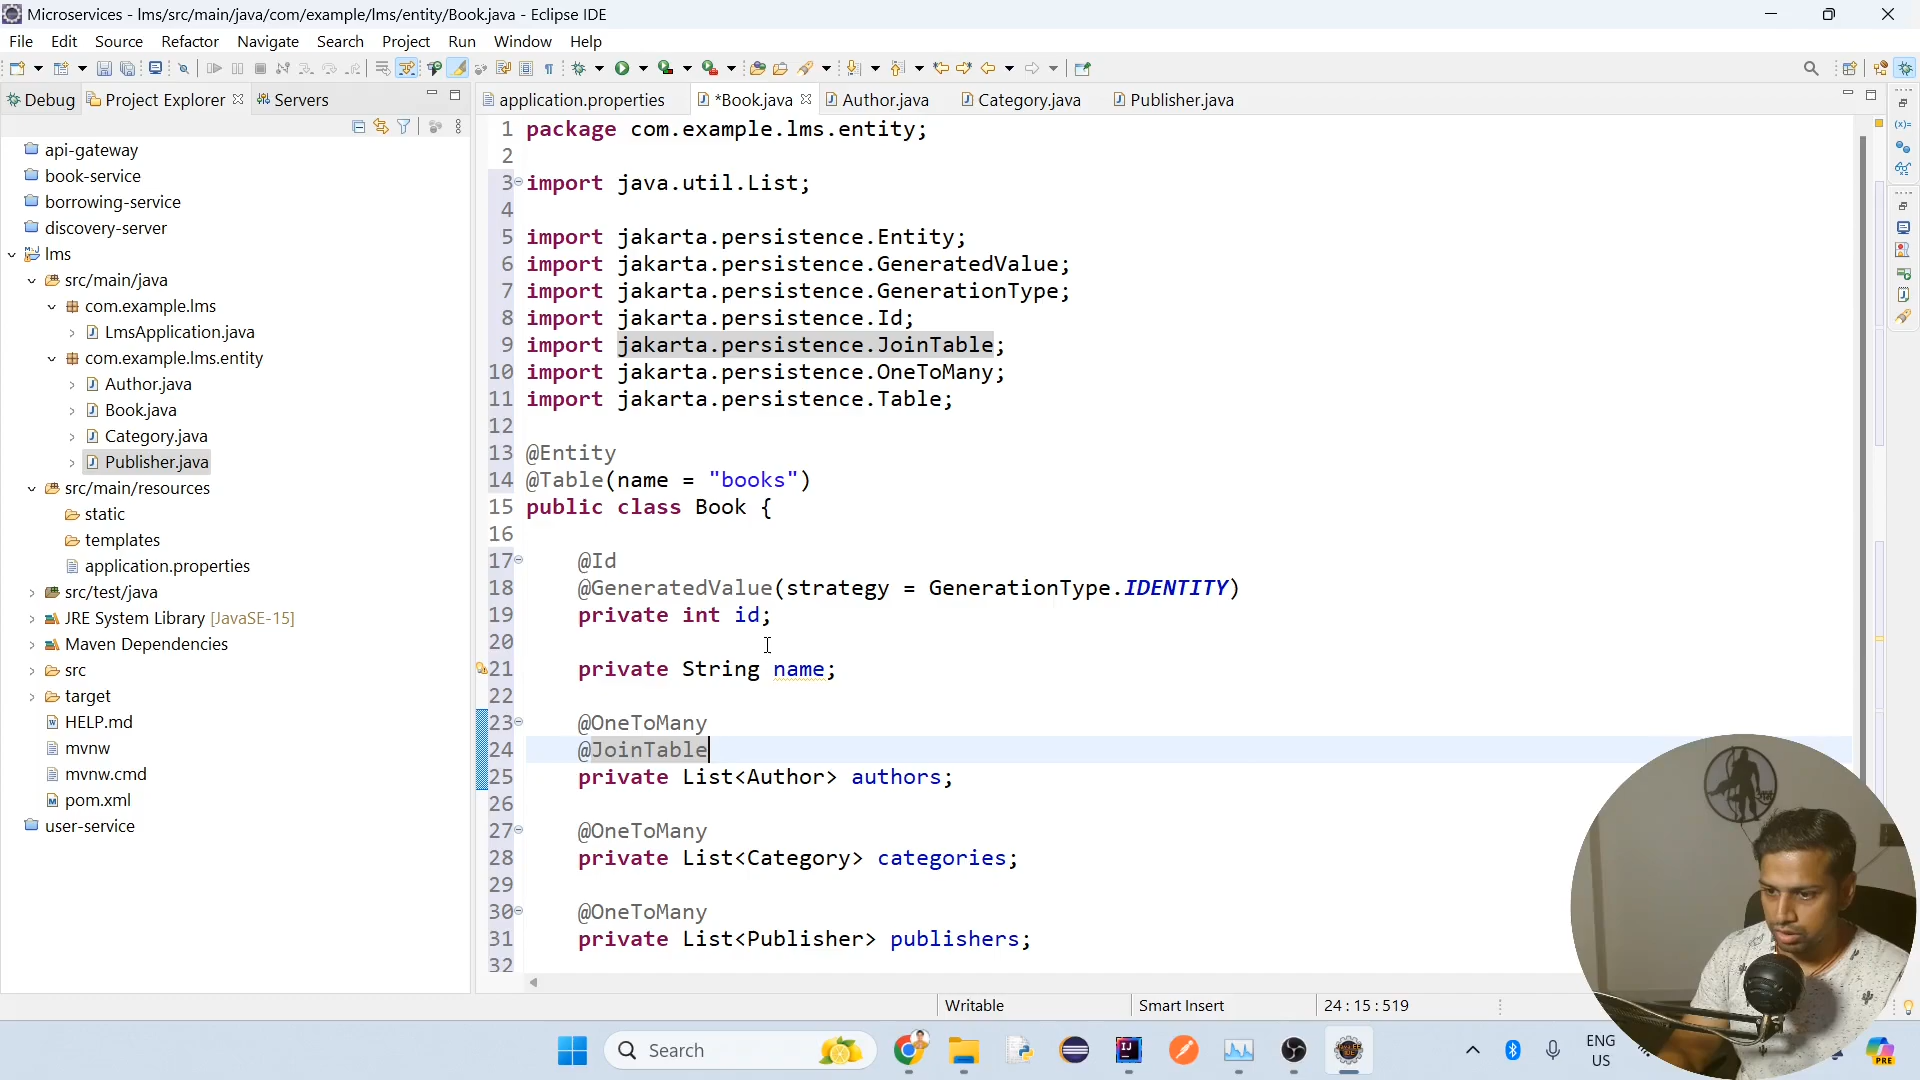 Microservices - lms/src/main/java/com/example/lms/entity/Book.java - Eclipse IDE
File Edit Source Refactor Navigate Search Project Run Window Help
Debug Project Explorer Servers
application.properties *Book.java Author.java Category.java Publisher.java
api-gateway
book-service
borrowing-service
discovery-server
lms
src/main/java
com.example.lms
LmsApplication.java
com.example.lms.entity
Author.java
Book.java
Category.java
Publisher.java
src/main/resources
static
templates
application.properties
src/test/java
JRE System Library [JavaSE-15]
Maven Dependencies
src
target
HELP.md
mvnw
mvnw.cmd
pom.xml
user-service
1 package com.example.lms.entity;
2
3 import java.util.List;
4
5 import jakarta.persistence.Entity;
6 import jakarta.persistence.GeneratedValue;
7 import jakarta.persistence.GenerationType;
8 import jakarta.persistence.Id;
9 import jakarta.persistence.JoinTable;
10 import jakarta.persistence.OneToMany;
11 import jakarta.persistence.Table;
12
13 @Entity
14 @Table(name = "books")
15 public class Book {
16
17 @Id
18 @GeneratedValue(strategy = GenerationType.IDENTITY)
19 private int id;
20
21 private String name;
22
23 @OneToMany
24 @JoinTable
25 private List<Author> authors;
26
27 @OneToMany
28 private List<Category> categories;
29
30 @OneToMany
31 private List<Publisher> publishers;
32
Writable Smart Insert 24 : 15 : 519
Search
ENG
US
PRE